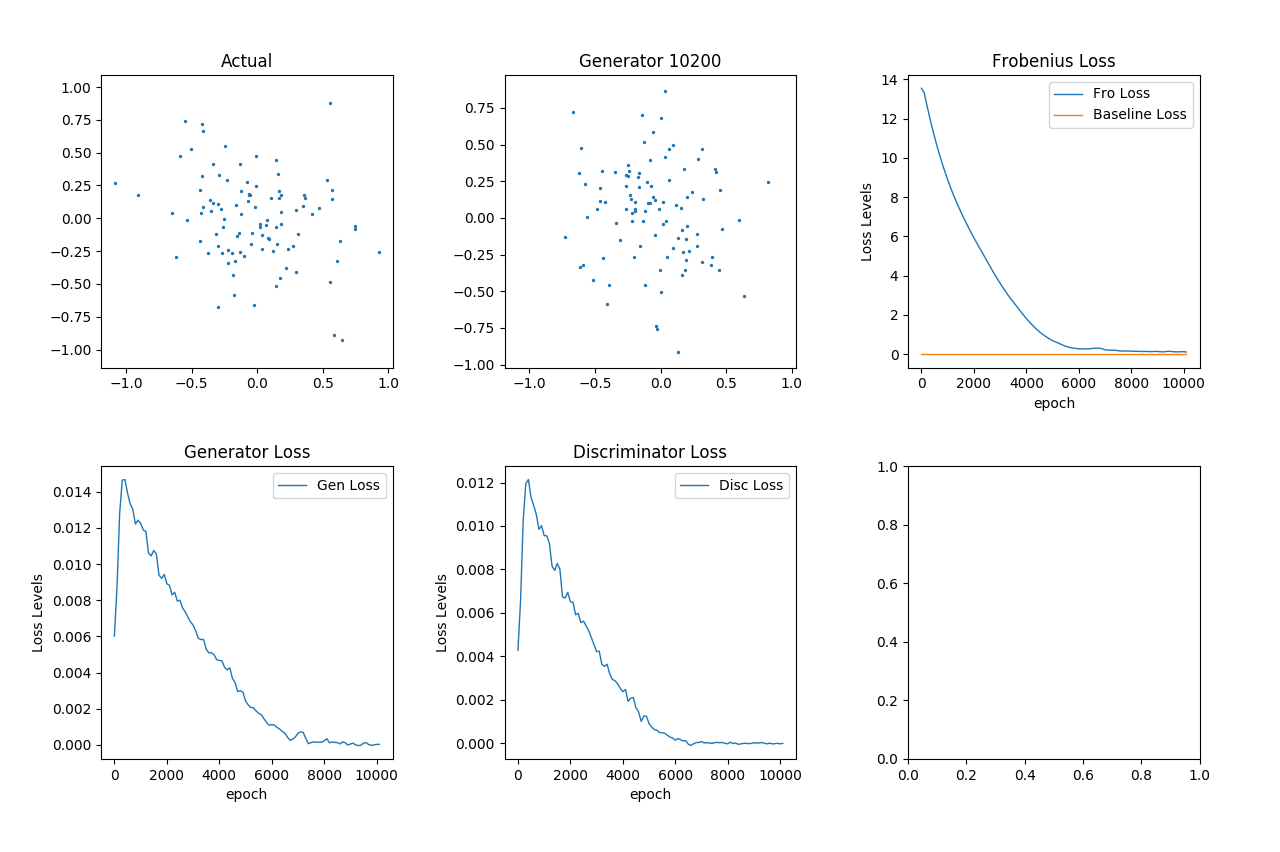 Actual
1.00
0.75
0.50
0.25
0.00
−0.25
−0.50
−0.75
−1.00
−1.0 −0.5 0.0 0.5 1.0
Generator 10200
0.75
0.50
0.25
0.00
−0.25
−0.50
−0.75
−1.00
−1.0 −0.5 0.0 0.5 1.0
Frobenius Loss
Fro Loss
Baseline Loss
Loss Levels
14
12
10
8
6
4
2
0
0 2000 4000 6000 8000 10000
epoch
Generator Loss
Gen Loss
Loss Levels
0.014
0.012
0.010
0.008
0.006
0.004
0.002
0.000
0 2000 4000 6000 8000 10000
epoch
Discriminator Loss
Disc Loss
Loss Levels
0.012
0.010
0.008
0.006
0.004
0.002
0.000
0 2000 4000 6000 8000 10000
epoch
1.0
0.8
0.6
0.4
0.2
0.0
0.0 0.2 0.4 0.6 0.8 1.0